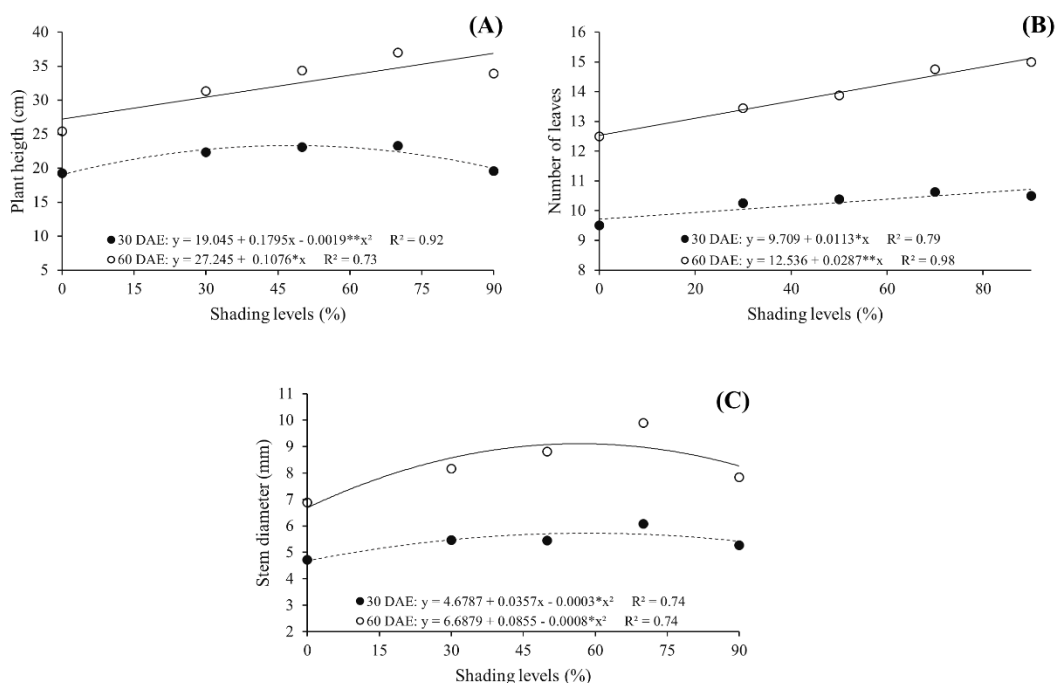 (A)
40
35
30
25
20
15
10
5
Plant heigth (cm)
● 30 DAE: y = 19.045 + 0.1795x - 0.0019**x² R² = 0.92
○ 60 DAE: y = 27.245 + 0.1076*x R² = 0.73
0 15 30 45 60 75 90
Shading levels (%)
(B)
16
15
14
13
12
11
10
9
8
Number of leaves
● 30 DAE: y = 9.709 + 0.0113*x R² = 0.79
○ 60 DAE: y = 12.536 + 0.0287**x R² = 0.98
0 20 40 60 80
Shading levels (%)
(C)
11
10
9
8
7
6
5
4
3
2
Stem diameter (mm)
● 30 DAE: y = 4.6787 + 0.0357x - 0.0003*x² R² = 0.74
○ 60 DAE: y = 6.6879 + 0.0855 - 0.0008*x² R² = 0.74
0 15 30 45 60 75 90
Shading levels (%)